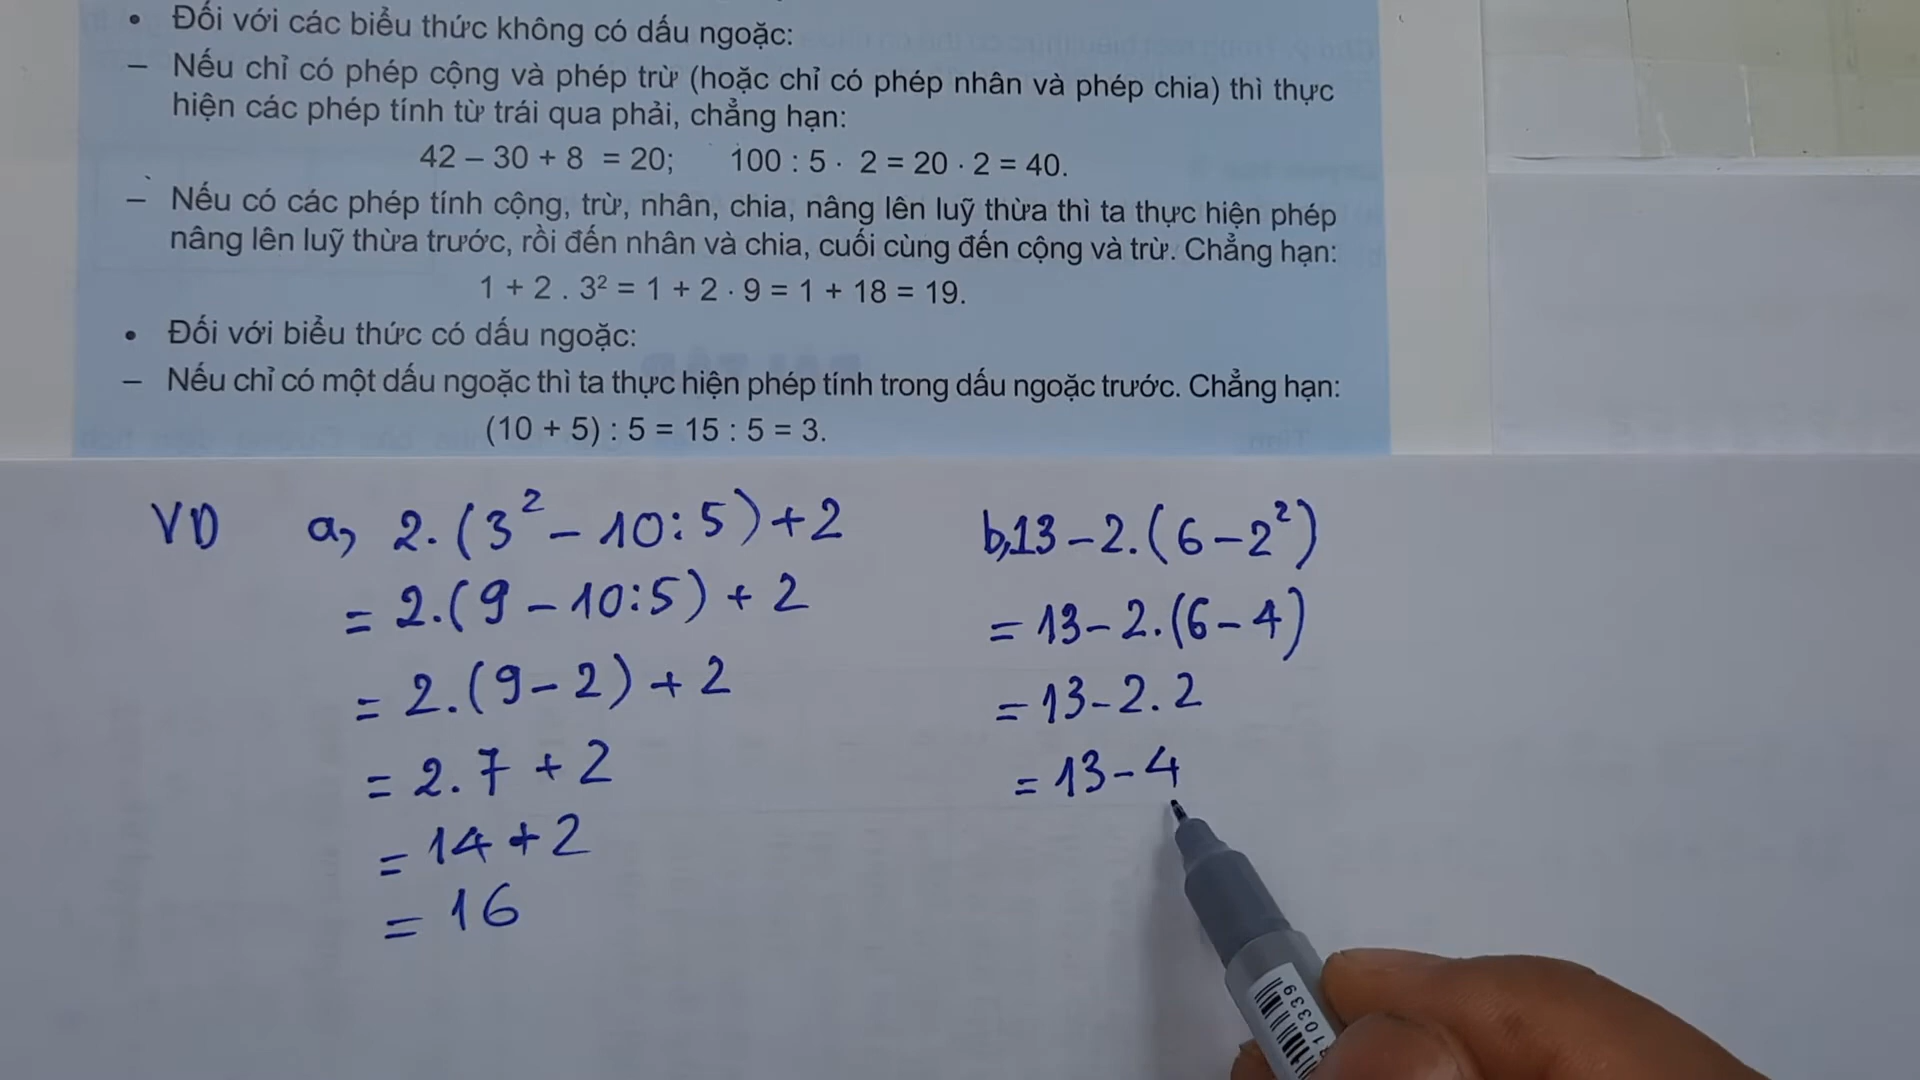 • Đối với các biểu thức không có dấu ngoặc:
– Nếu chỉ có phép cộng và phép trừ (hoặc chỉ có phép nhân và phép chia) thì thực
hiện các phép tính từ trái qua phải, chẳng hạn:
42 – 30 + 8 = 20; 100 : 5 · 2 = 20 · 2 = 40.
– Nếu có các phép tính cộng, trừ, nhân, chia, nâng lên luỹ thừa thì ta thực hiện phép
nâng lên luỹ thừa trước, rồi đến nhân và chia, cuối cùng đến cộng và trừ. Chẳng hạn:
1 + 2 . 3² = 1 + 2 · 9 = 1 + 18 = 19.
• Đối với biểu thức có dấu ngoặc:
– Nếu chỉ có một dấu ngoặc thì ta thực hiện phép tính trong dấu ngoặc trước. Chẳng hạn:
(10 + 5) : 5 = 15 : 5 = 3.
VD a, 2.(3² – 10:5) + 2
= 2.(9 – 10:5) + 2
= 2.(9 – 2) + 2
= 2.7 + 2
= 14 + 2
= 16
b, 13 – 2.(6 – 2²)
= 13 – 2.(6 – 4)
= 13 – 2.2
= 13 – 4